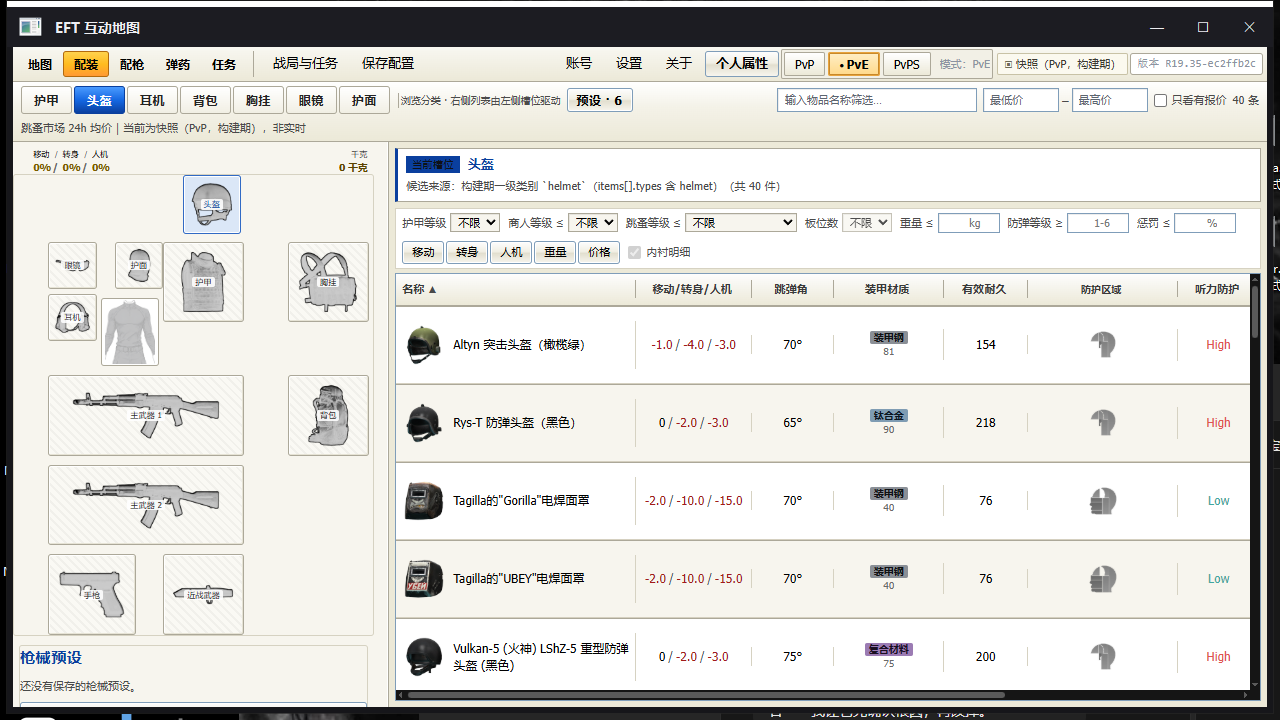 EFT 互动地图
地图 配装 配枪 弹药 任务 战局与任务 保存配置 账号 设置 关于 个人属性 PvP • PvE PvPS 模式: PvE 快照（PvP，构建期） 版本 R19.35-ec2ffb2c
护甲 头盔 耳机 背包 胸挂 眼镜 护面 浏览分类 · 右侧列表由左侧槽位驱动 预设 · 6 输入物品名称筛选... 最低价 – 最高价 只看有报价 40 条
跳蚤市场 24h 均价 | 当前为快照（PvP，构建期），非实时
移动 / 转身 / 人机 千克
0% / 0% / 0% 0 千克
头盔
眼镜
护面
护甲
胸挂
耳机
主武器 1
背包
主武器 2
手枪
近战武器
枪械预设
还没有保存的枪械预设。
当前槽位 头盔
候选来源：构建期一级类别 `helmet`（items[].types 含 helmet）（共 40 件）
护甲等级 不限 商人等级 ≤ 不限 跳蚤等级 ≤ 不限 板位数 不限 重量 ≤ kg 防弹等级 ≥ 1-6 惩罚 ≤ %
移动 转身 人机 重量 价格 内衬明细
名称 ▲ 移动/转身/人机 跳弹角 装甲材质 有效耐久 防护区域 听力防护
Altyn 突击头盔（橄榄绿） -1.0 / -4.0 / -3.0 70° 装甲钢 81 154 High
Rys-T 防弹头盔（黑色） 0 / -2.0 / -3.0 65° 钛合金 90 218 High
Tagilla的"Gorilla"电焊面罩 -2.0 / -10.0 / -15.0 70° 装甲钢 40 76 Low
Tagilla的"UBEY"电焊面罩 -2.0 / -10.0 / -15.0 70° 装甲钢 40 76 Low
Vulkan-5 (火神) LShZ-5 重型防弹
头盔 (黑色) 0 / -2.0 / -3.0 75° 复合材料 75 200 High